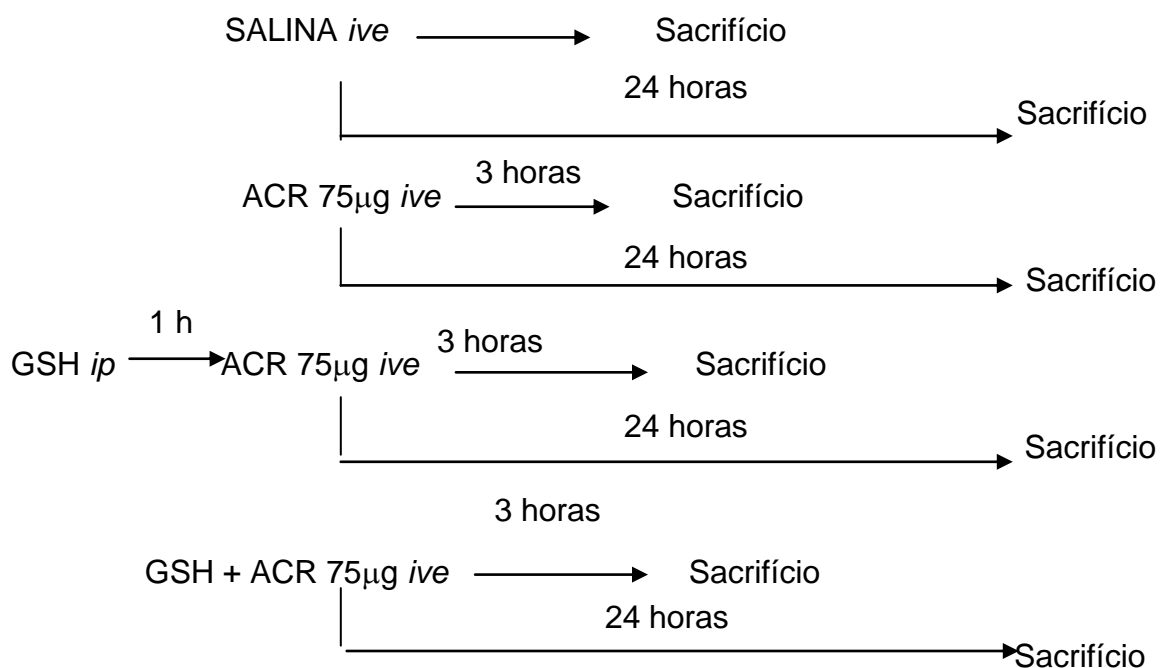 SALINA ive Sacrifício
24 horas
Sacrifício
3 horas
ACR 75μg ive Sacrifício
24 horas
Sacrifício
1 h
3 horas
GSH ip ACR 75μg ive Sacrifício
24 horas
Sacrifício
3 horas
GSH + ACR 75μg ive Sacrifício
24 horas
Sacrifício